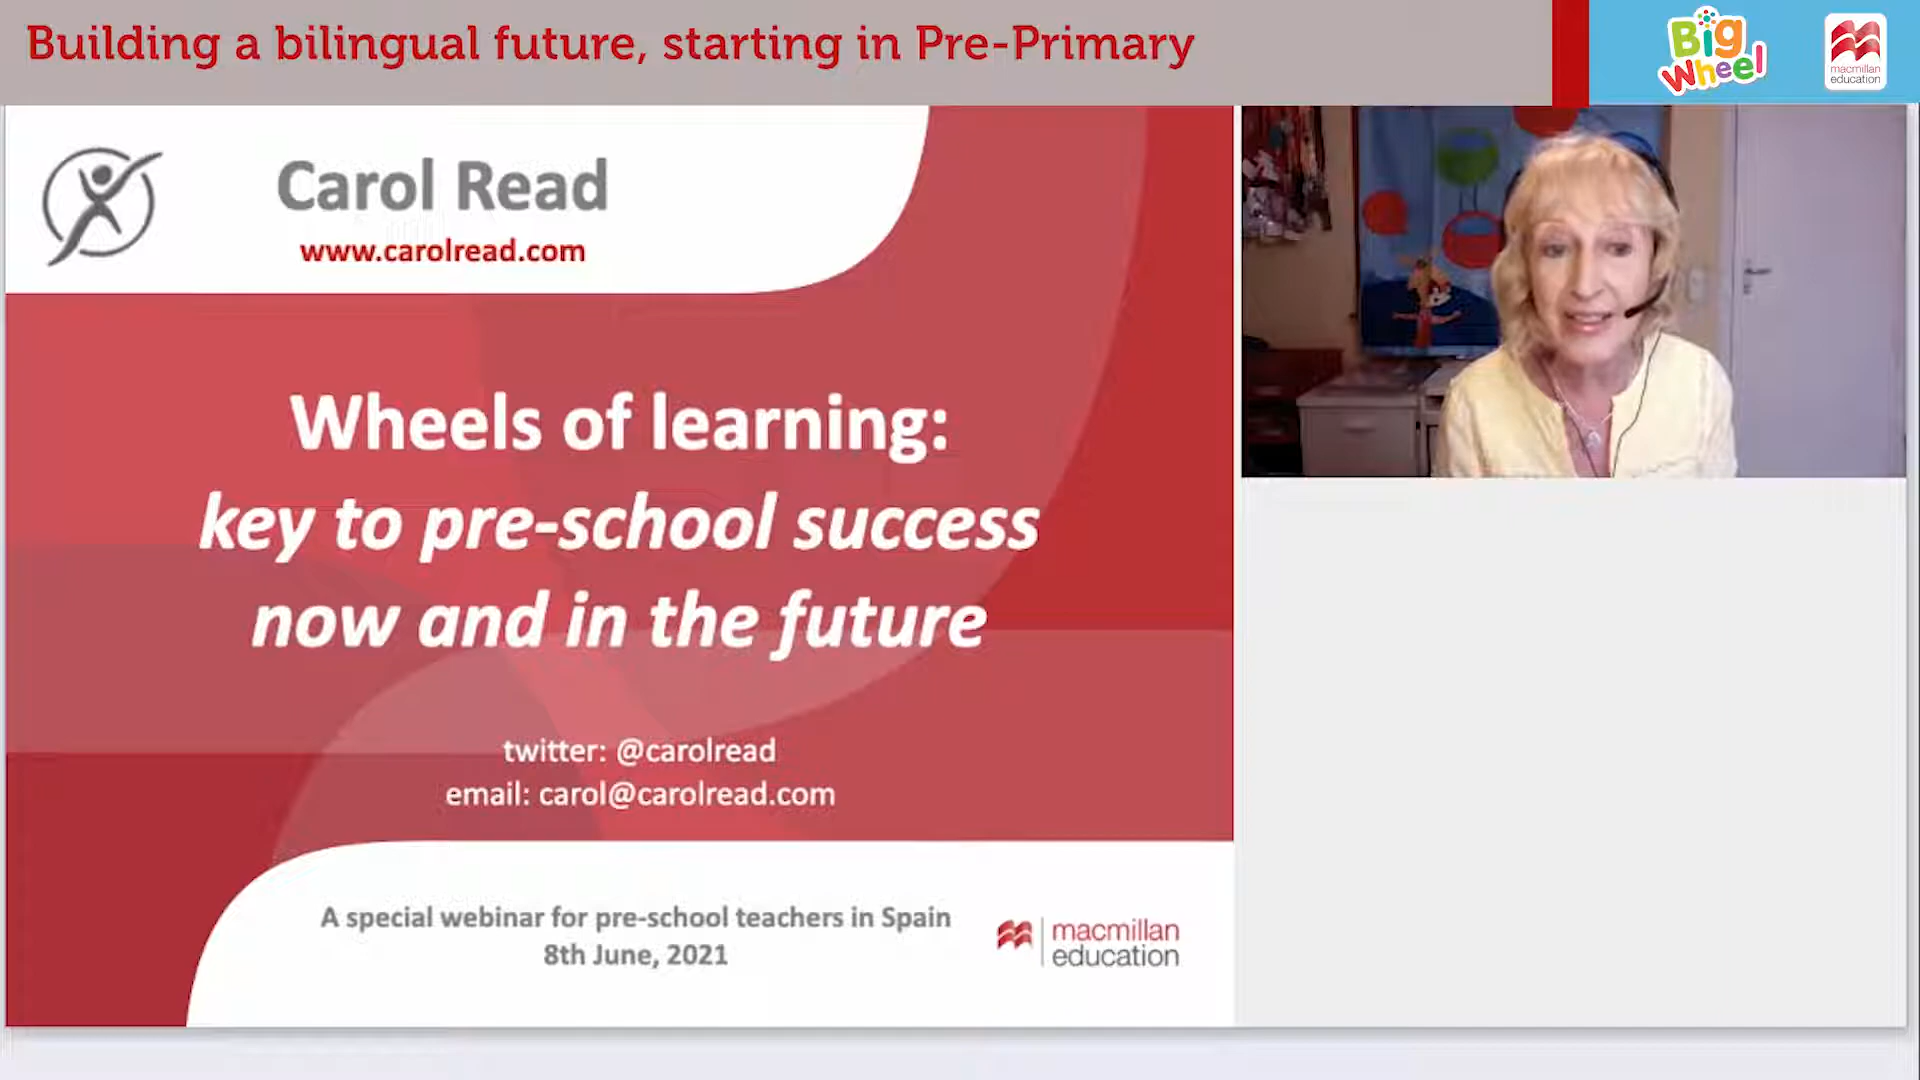 Building a bilingual future, starting in Pre-Primary
Big
Wheel
macmillan
education
Carol Read
www.carolread.com
Wheels of learning:
key to pre-school success
now and in the future
twitter: @carolread
email: carol@carolread.com
A special webinar for pre-school teachers in Spain
8th June, 2021
macmillan
education